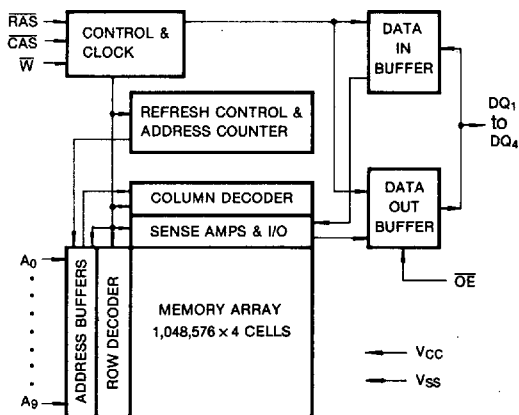 RAS
CAS
W
CONTROL &
CLOCK
DATA
IN
BUFFER
REFRESH CONTROL &
ADDRESS COUNTER
DQ1
to
DQ4
COLUMN DECODER
SENSE AMPS & I/O
DATA
OUT
BUFFER
OE
A0
A9
ADDRESS BUFFERS
ROW DECODER
MEMORY ARRAY
1,048,576 × 4 CELLS
VCC
VSS